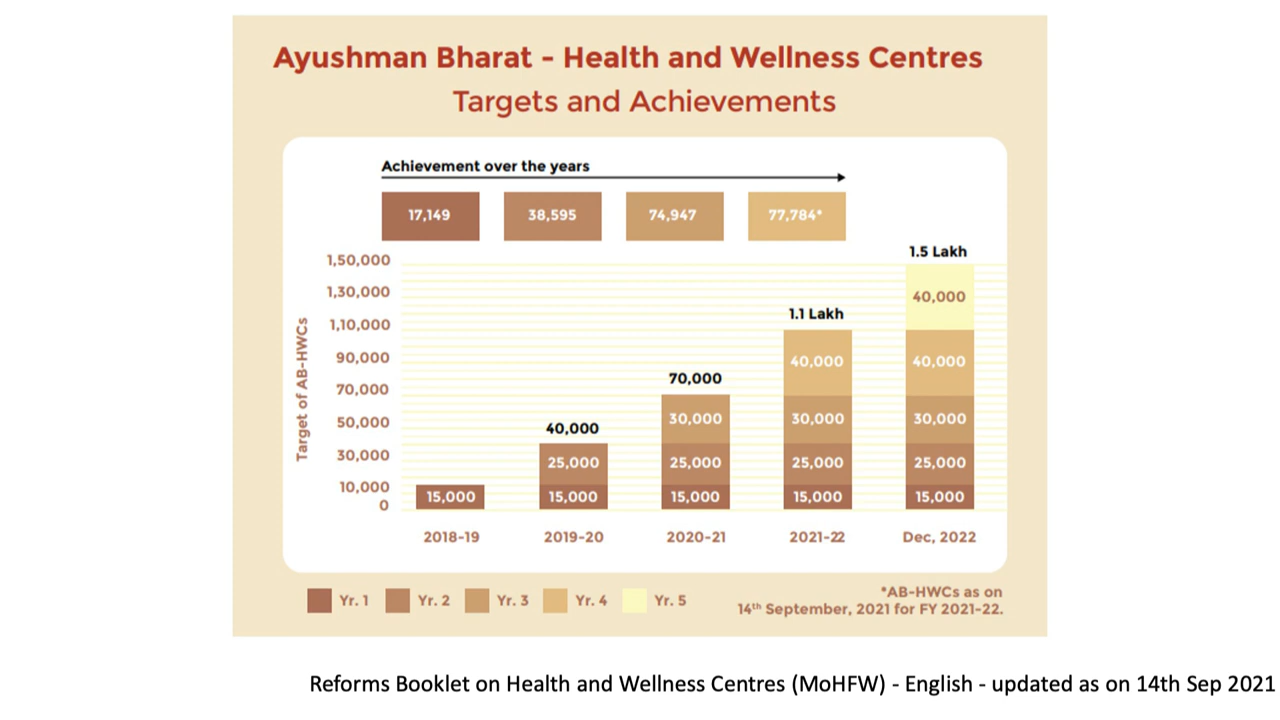 Ayushman Bharat - Health and Wellness Centres
Targets and Achievements
Achievement over the years
17,149 38,595 74,947 77,784*
Target of AB-HWCs
1,50,000
1,30,000
1,10,000
90,000
70,000
50,000
30,000
10,000
0
15,000
40,000
25,000
15,000
70,000
30,000
25,000
15,000
1.1 Lakh
40,000
30,000
25,000
15,000
1.5 Lakh
40,000
40,000
30,000
25,000
15,000
2018-19 2019-20 2020-21 2021-22 Dec, 2022
Yr. 1 Yr. 2 Yr. 3 Yr. 4 Yr. 5
*AB-HWCs as on
14th September, 2021 for FY 2021-22.
Reforms Booklet on Health and Wellness Centres (MoHFW) - English - updated as on 14th Sep 2021